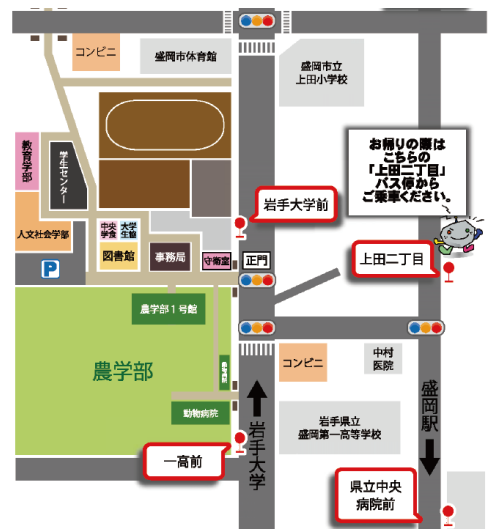 コンビニ
盛岡市体育館
盛岡市立
上田小学校
お帰りの際は
こちらの
「上田二丁目」
バス停から
ご乗車ください。
教育学部
学生センター
岩手大学前
人文社会学部
中央
学食
大学
生協
図書館
事務局
守衛室
正門
上田二丁目
P
農学部1号館
農学部
コンビニ
中村
医院
動物病院
岩手県立
盛岡第一高等学校
一高前
岩手大学
盛岡駅
県立中央
病院前